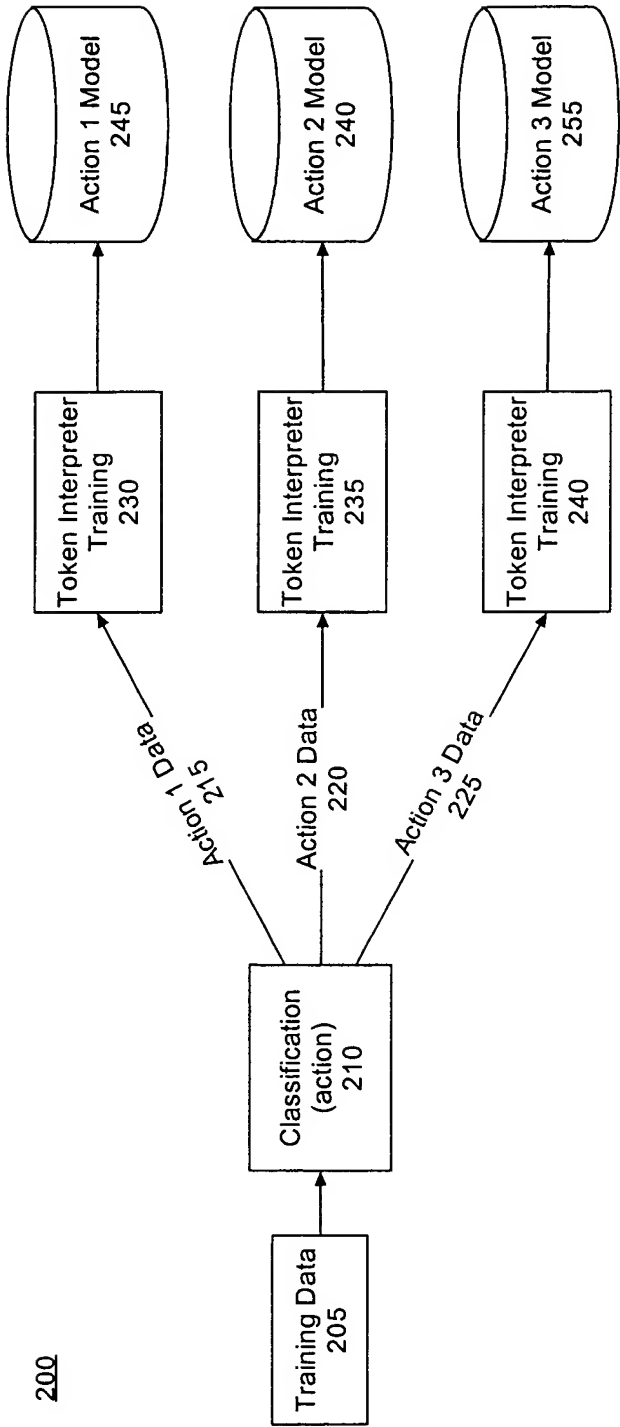 200
Training Data
205
Classification
(action)
210
Action 1 Data
215
Action 2 Data
220
Action 3 Data
225
Token Interpreter
Training
230
Token Interpreter
Training
235
Token Interpreter
Training
240
Action 1 Model
245
Action 2 Model
240
Action 3 Model
255